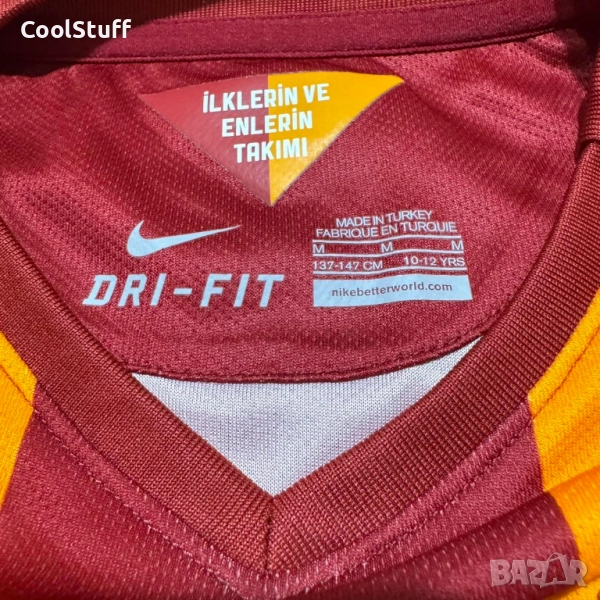 CoolStuff
İLKLERİN VE
ENLERİN
TAKIMI
MADE IN TURKEY
FABRIQUE EN TURQUIE
M M M
137-147 CM 10-12 YRS
nikebetterworld.com
DRI-FIT
BAZAR